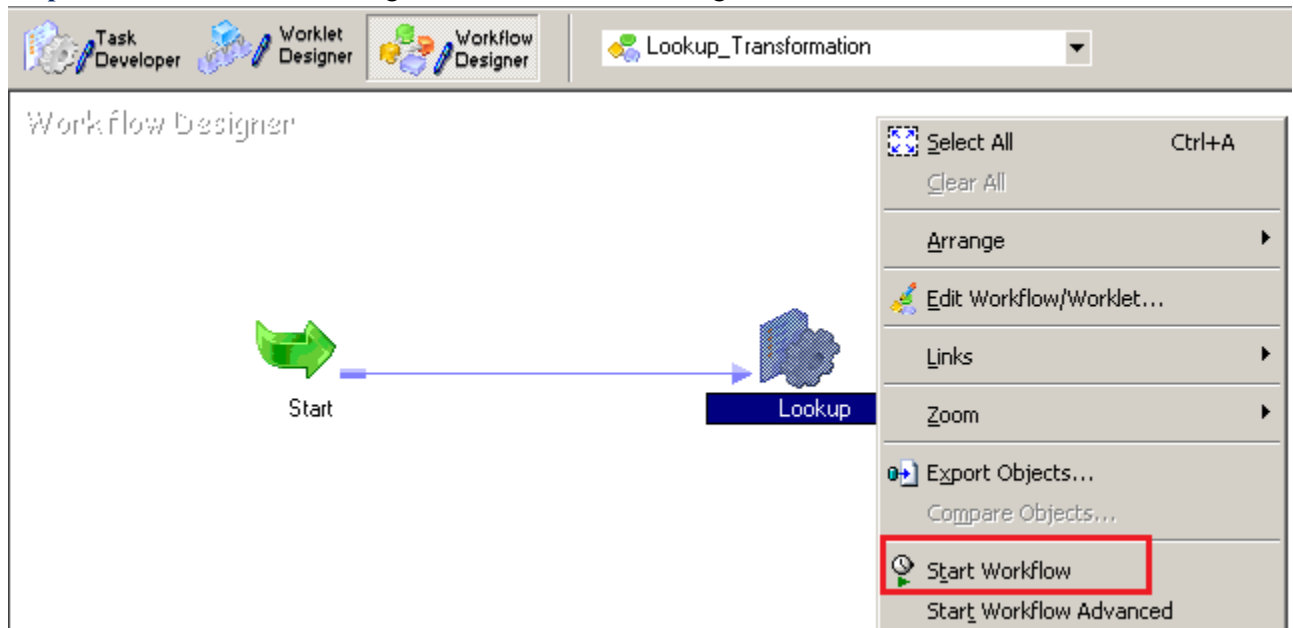 Task
Developer
Worklet
Designer
Workflow
Designer
Lookup_Transformation
Workflow Designer
Select All Ctrl+A
Clear All
Arrange
Edit Workflow/Worklet...
Links
Start
Lookup
Zoom
Export Objects...
Compare Objects...
Start Workflow
Start Workflow Advanced